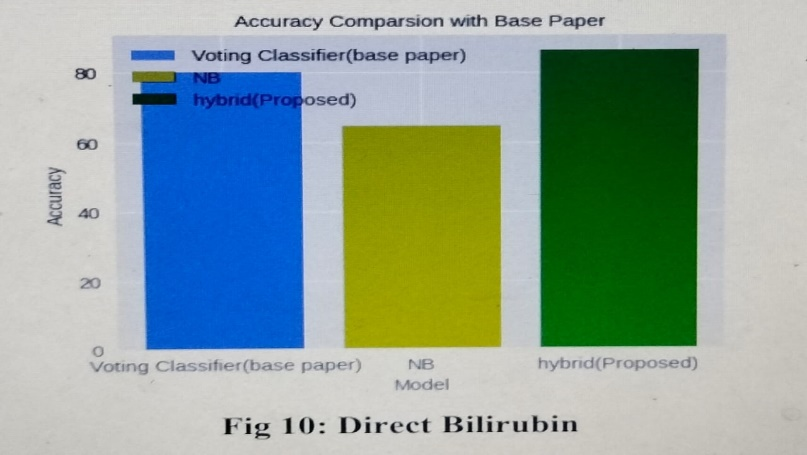 Accuracy Comparsion with Base Paper
Voting Classifier(base paper)
NB
hybrid(Proposed)
80
60
40
20
0
Accuracy
Voting Classifier(base paper) NB hybrid(Proposed)
Model
Fig 10: Direct Bilirubin